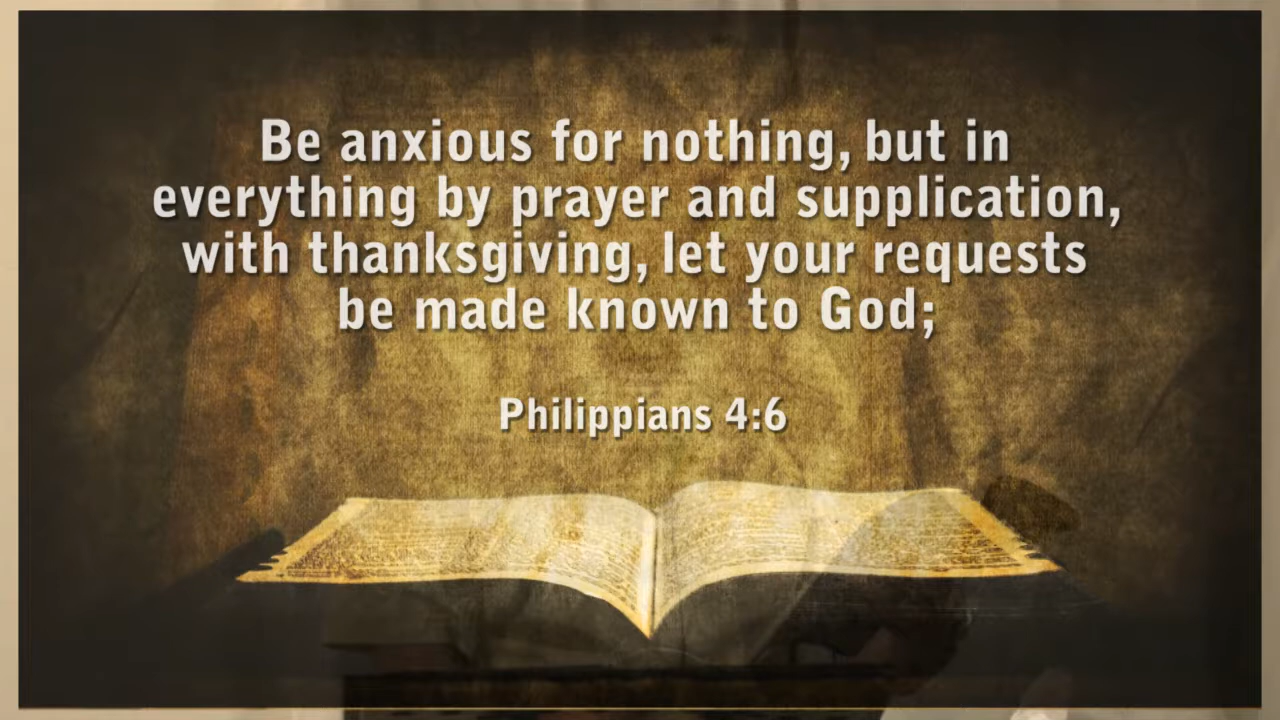 Be anxious for nothing, but in
everything by prayer and supplication,
with thanksgiving, let your requests
be made known to God;
Philippians 4:6